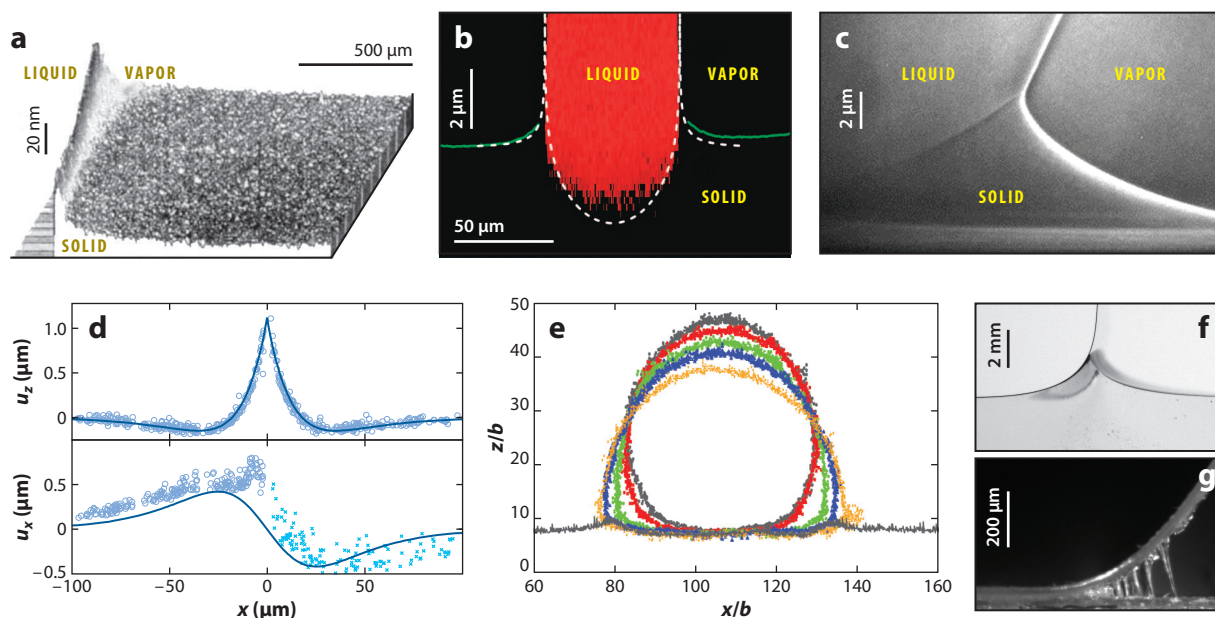 a
500 µm
LIQUID
VAPOR
20 nm
SOLID
b
LIQUID
VAPOR
2 µm
SOLID
50 µm
c
LIQUID
VAPOR
2 µm
SOLID
d
1.0
0.5
0
u_z (µm)
0.5
0
−0.5
u_x (µm)
−100
−50
0
50
x (µm)
e
50
40
30
20
10
0
z/b
60
80
100
120
140
160
x/b
f
2 mm
g
200 µm